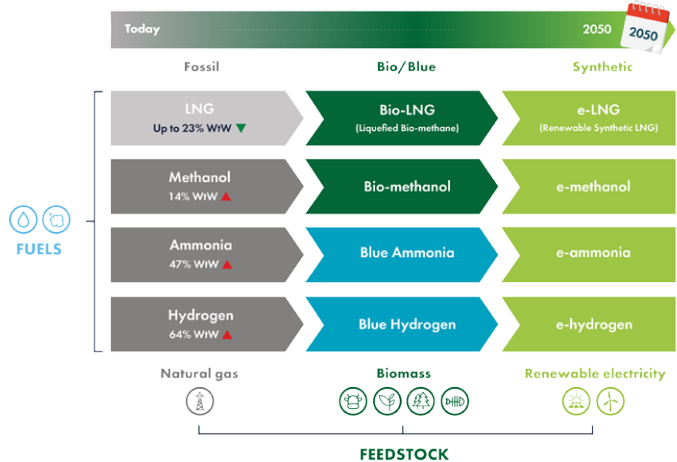 Today
2050
2050
Fossil
Bio/Blue
Synthetic
LNG
Up to 23% WtW
Bio-LNG
(Liquefied Bio-methane)
e-LNG
(Renewable Synthetic LNG)
Methanol
14% WtW
Bio-methanol
e-methanol
FUELS
Ammonia
47% WtW
Blue Ammonia
e-ammonia
Hydrogen
64% WtW
Blue Hydrogen
e-hydrogen
Natural gas
Biomass
Renewable electricity
FEEDSTOCK